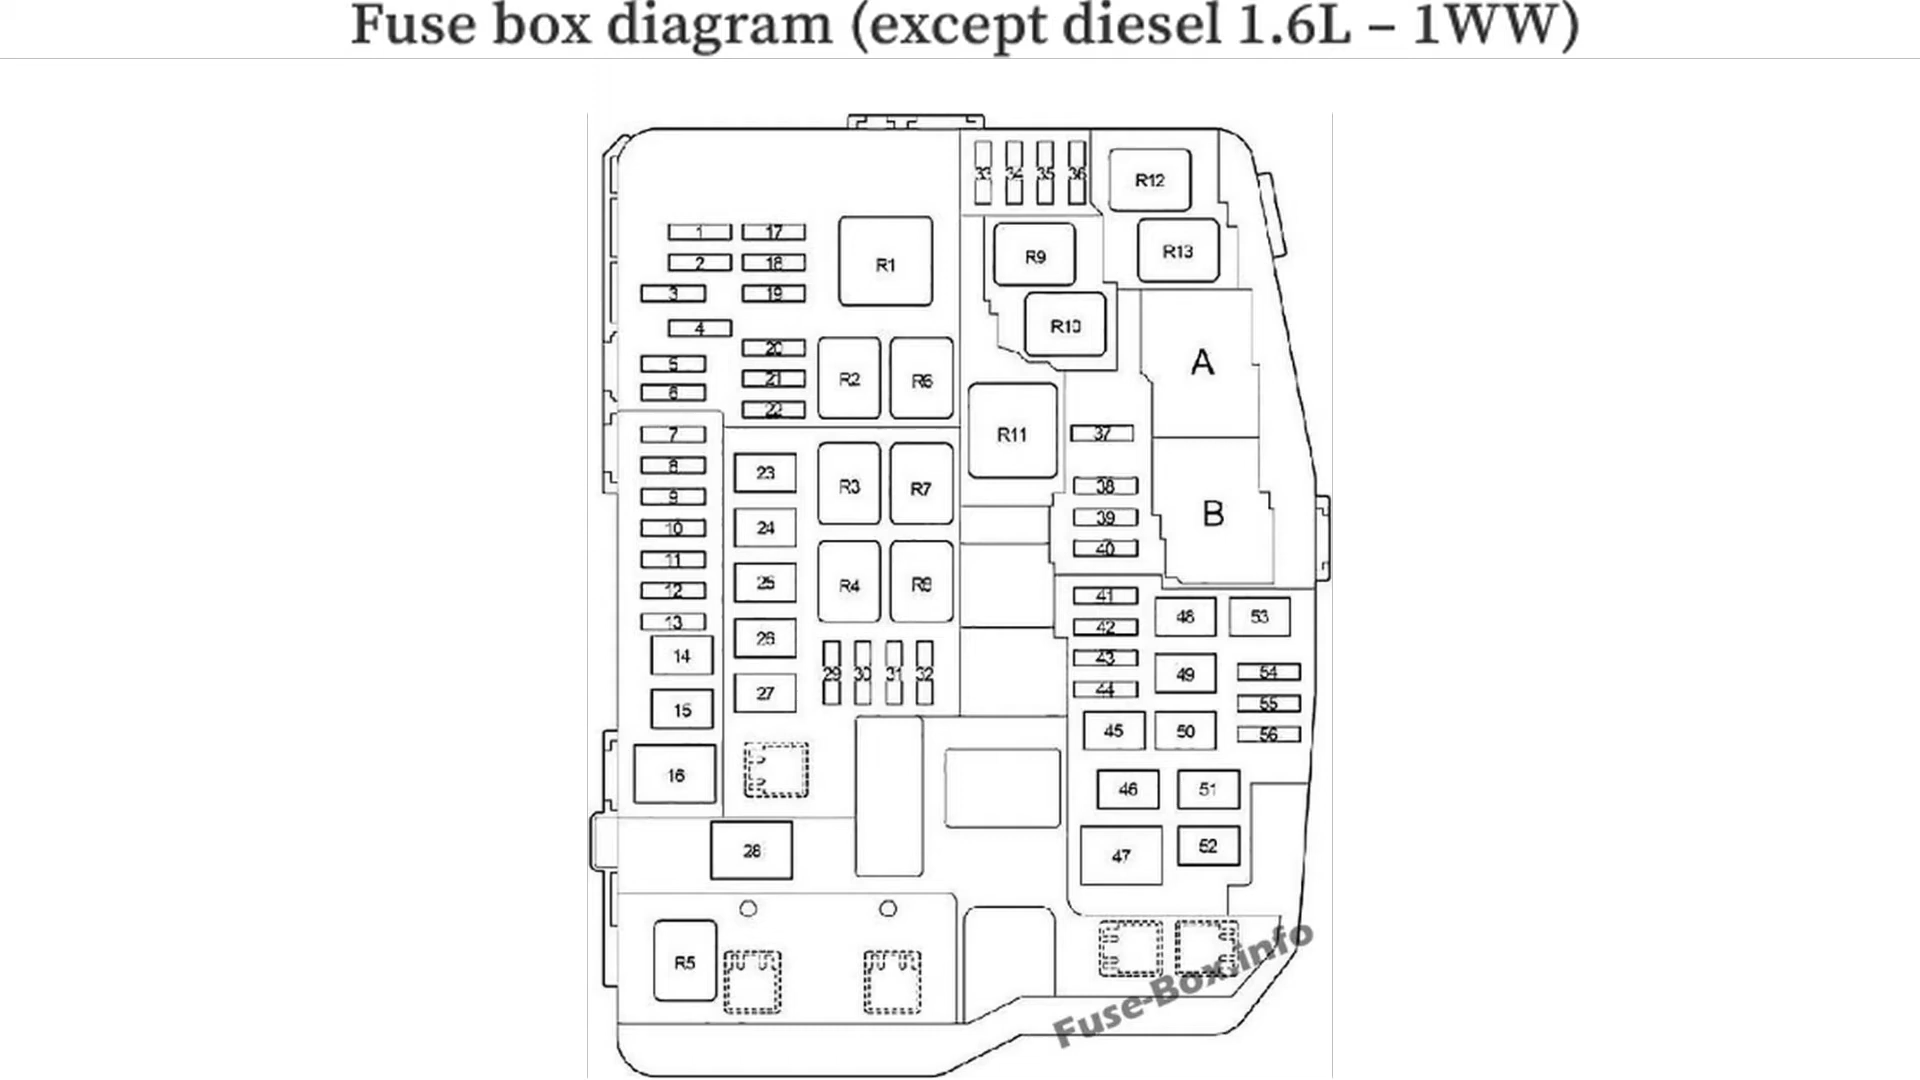 Fuse box diagram (except diesel 1.6L – 1WW)
33 34 35 36
R12
1 17
R1
R9
R13
2 18
3 19
4
R10
20
5
A
21
R2 R6
6
22
7
R11
37
8
23
R3 R7
38
9
B
39
10
24
40
11
25
R4 R8
12
41
13
42
48 53
26
14
43
29 30 31 32
49
54
44
27
15
55
45 50
56
16
46 51
28
47
52
R5
Fuse-Box.info